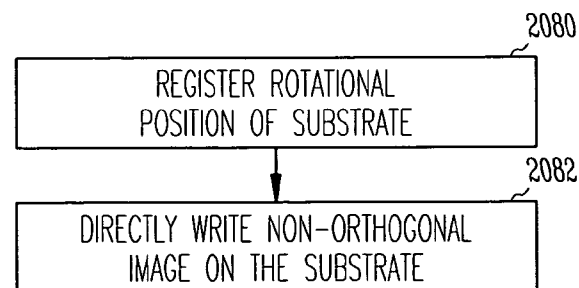 2080
REGISTER ROTATIONAL
POSITION OF SUBSTRATE
2082
DIRECTLY WRITE NON-ORTHOGONAL
IMAGE ON THE SUBSTRATE